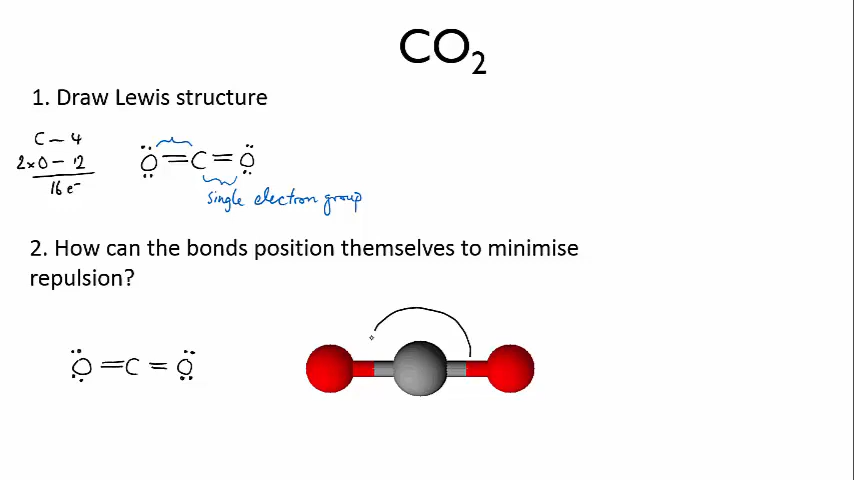 CO₂
1. Draw Lewis structure
C - 4
2×O - 12
16 e⁻
O=C=O
single electron group
2. How can the bonds position themselves to minimise
repulsion?
O=C=O